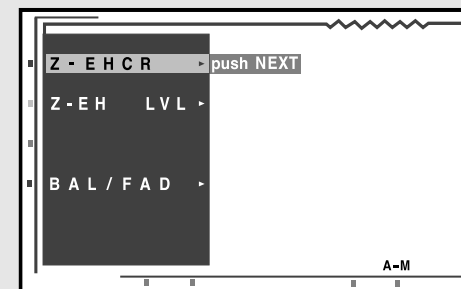 Z-EHCR ► push NEXT
Z-EH LVL ►
BAL/FAD ►
A-M